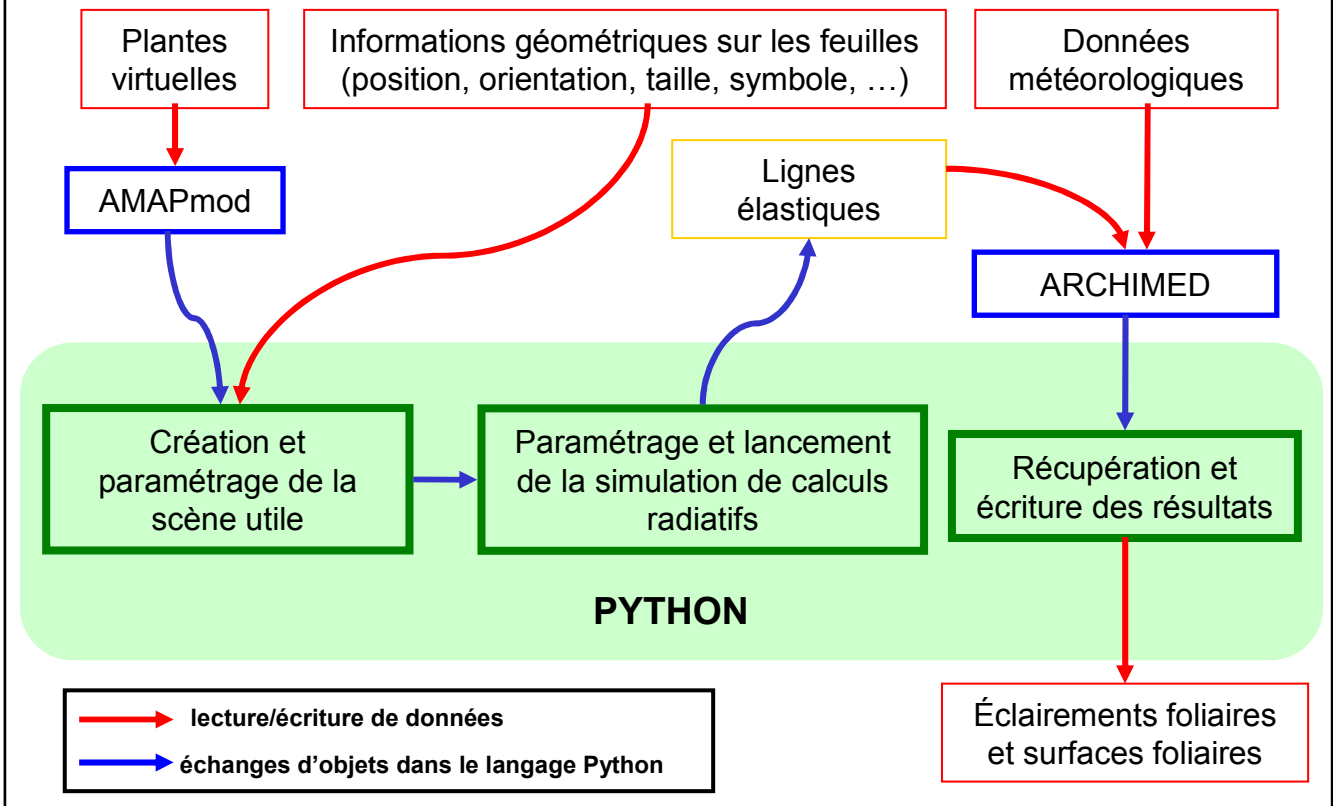 Plantes
virtuelles
Informations géométriques sur les feuilles
(position, orientation, taille, symbole, …)
Données
météorologiques
AMAPmod
Lignes
élastiques
ARCHIMED
Création et
paramétrage de la
scène utile
Paramétrage et lancement
de la simulation de calculs
radiatifs
Récupération et
écriture des résultats
PYTHON
lecture/écriture de données
échanges d'objets dans le langage Python
Éclairements foliaires
et surfaces foliaires